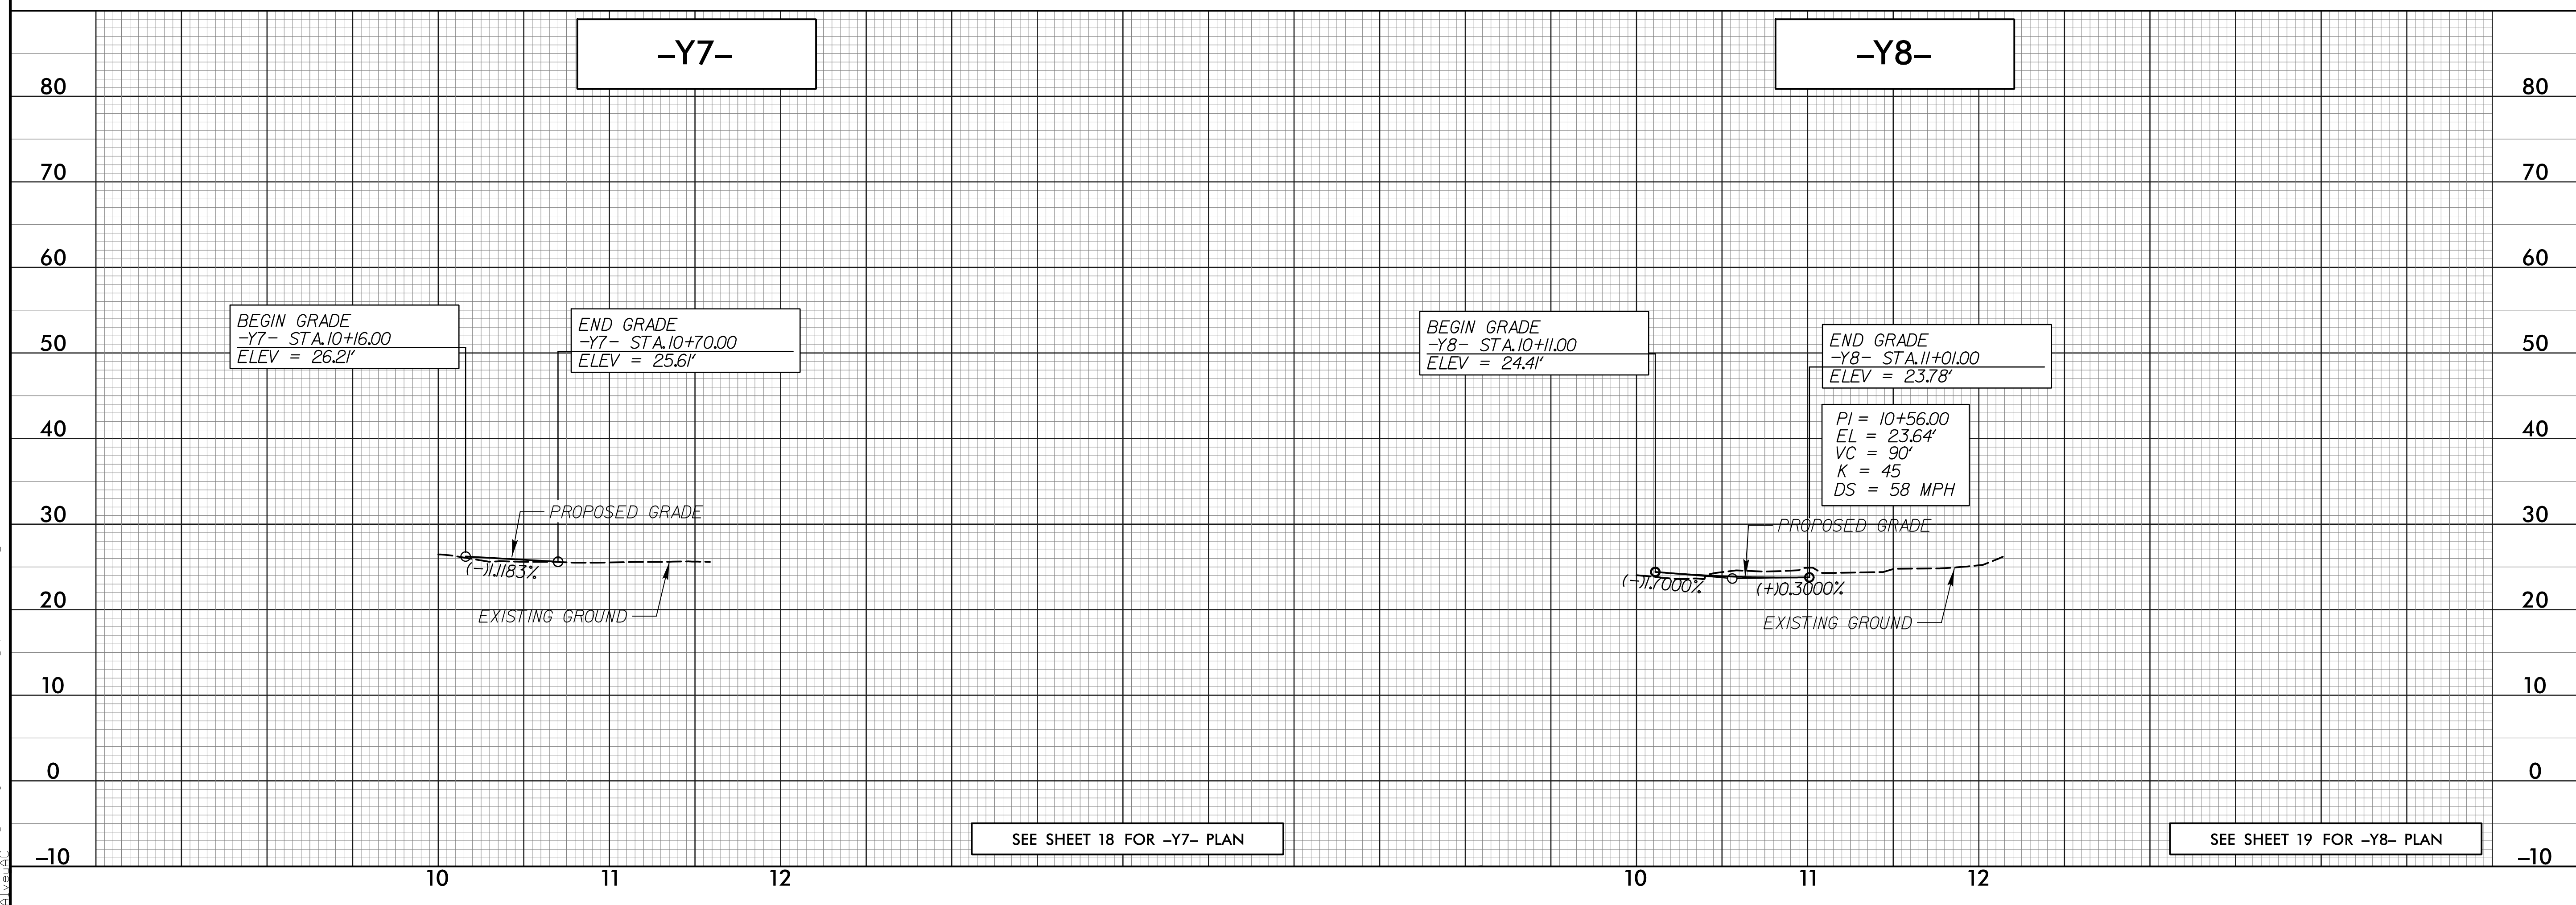 –Y7–
–Y8–
80
70
60
50
40
30
20
10
0
–10
BEGIN GRADE
-Y7- STA.10+16.00
ELEV = 26.21'
END GRADE
-Y7- STA.10+70.00
ELEV = 25.61'
PROPOSED GRADE
(-)1.1183%
EXISTING GROUND
SEE SHEET 18 FOR –Y7– PLAN
10 11 12
BEGIN GRADE
-Y8- STA.10+11.00
ELEV = 24.41'
END GRADE
-Y8- STA.11+01.00
ELEV = 23.78'
PI = 10+56.00
EL = 23.64'
VC = 90'
K = 45
DS = 58 MPH
PROPOSED GRADE
(-)1.7000%
(+)0.3000%
EXISTING GROUND
SEE SHEET 19 FOR –Y8– PLAN
10 11 12
80
70
60
50
40
30
20
10
0
–10